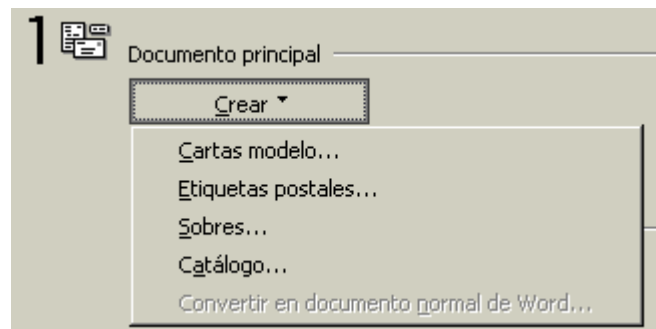 1
Documento principal
Crear
Cartas modelo...
Etiquetas postales...
Sobres...
Catálogo...
Convertir en documento normal de Word...